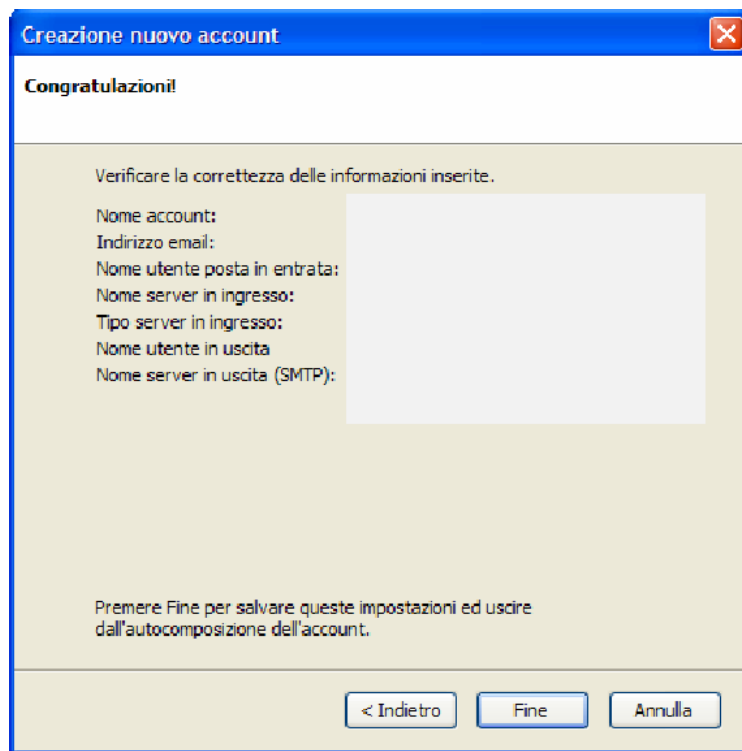 Creazione nuovo account
Congratulazioni!
Verificare la correttezza delle informazioni inserite.
Nome account:
Indirizzo email:
Nome utente posta in entrata:
Nome server in ingresso:
Tipo server in ingresso:
Nome utente in uscita
Nome server in uscita (SMTP):
Premere Fine per salvare queste impostazioni ed uscire
dall'autocomposizione dell'account.
< Indietro
Fine
Annulla